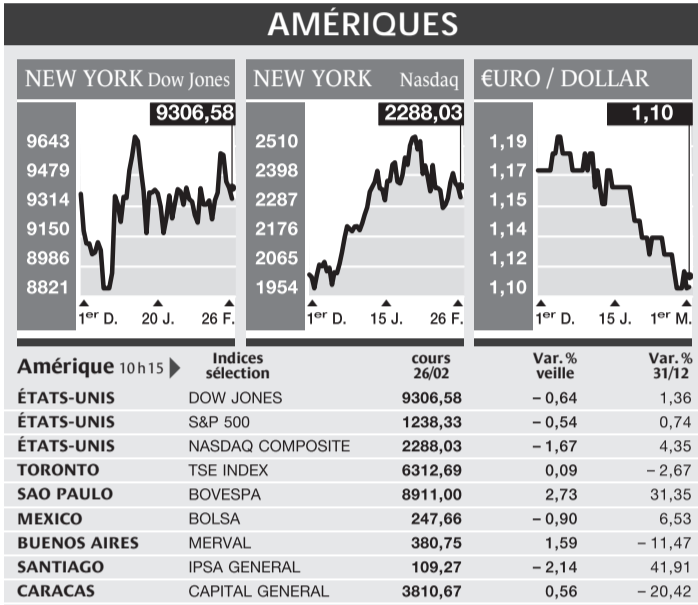 AMÉRIQUES
NEW YORK Dow Jones
9306,58
9643
9479
9314
9150
8986
8821
1er D. 20 J. 26 F.
NEW YORK Nasdaq
2288,03
2510
2398
2287
2176
2065
1954
1er D. 15 J. 26 F.
€URO / DOLLAR
1,10
1,19
1,17
1,15
1,14
1,12
1,10
1er D. 15 J. 1er M.
Amérique 10h15 Indices sélection cours 26/02 Var. % veille Var. % 31/12
ÉTATS-UNIS DOW JONES 9306,58 – 0,64 1,36
ÉTATS-UNIS S&P 500 1238,33 – 0,54 0,74
ÉTATS-UNIS NASDAQ COMPOSITE 2288,03 – 1,67 4,35
TORONTO TSE INDEX 6312,69 0,09 – 2,67
SAO PAULO BOVESPA 8911,00 2,73 31,35
MEXICO BOLSA 247,66 – 0,90 6,53
BUENOS AIRES MERVAL 380,75 1,59 – 11,47
SANTIAGO IPSA GENERAL 109,27 – 2,14 41,91
CARACAS CAPITAL GENERAL 3810,67 0,56 – 20,42